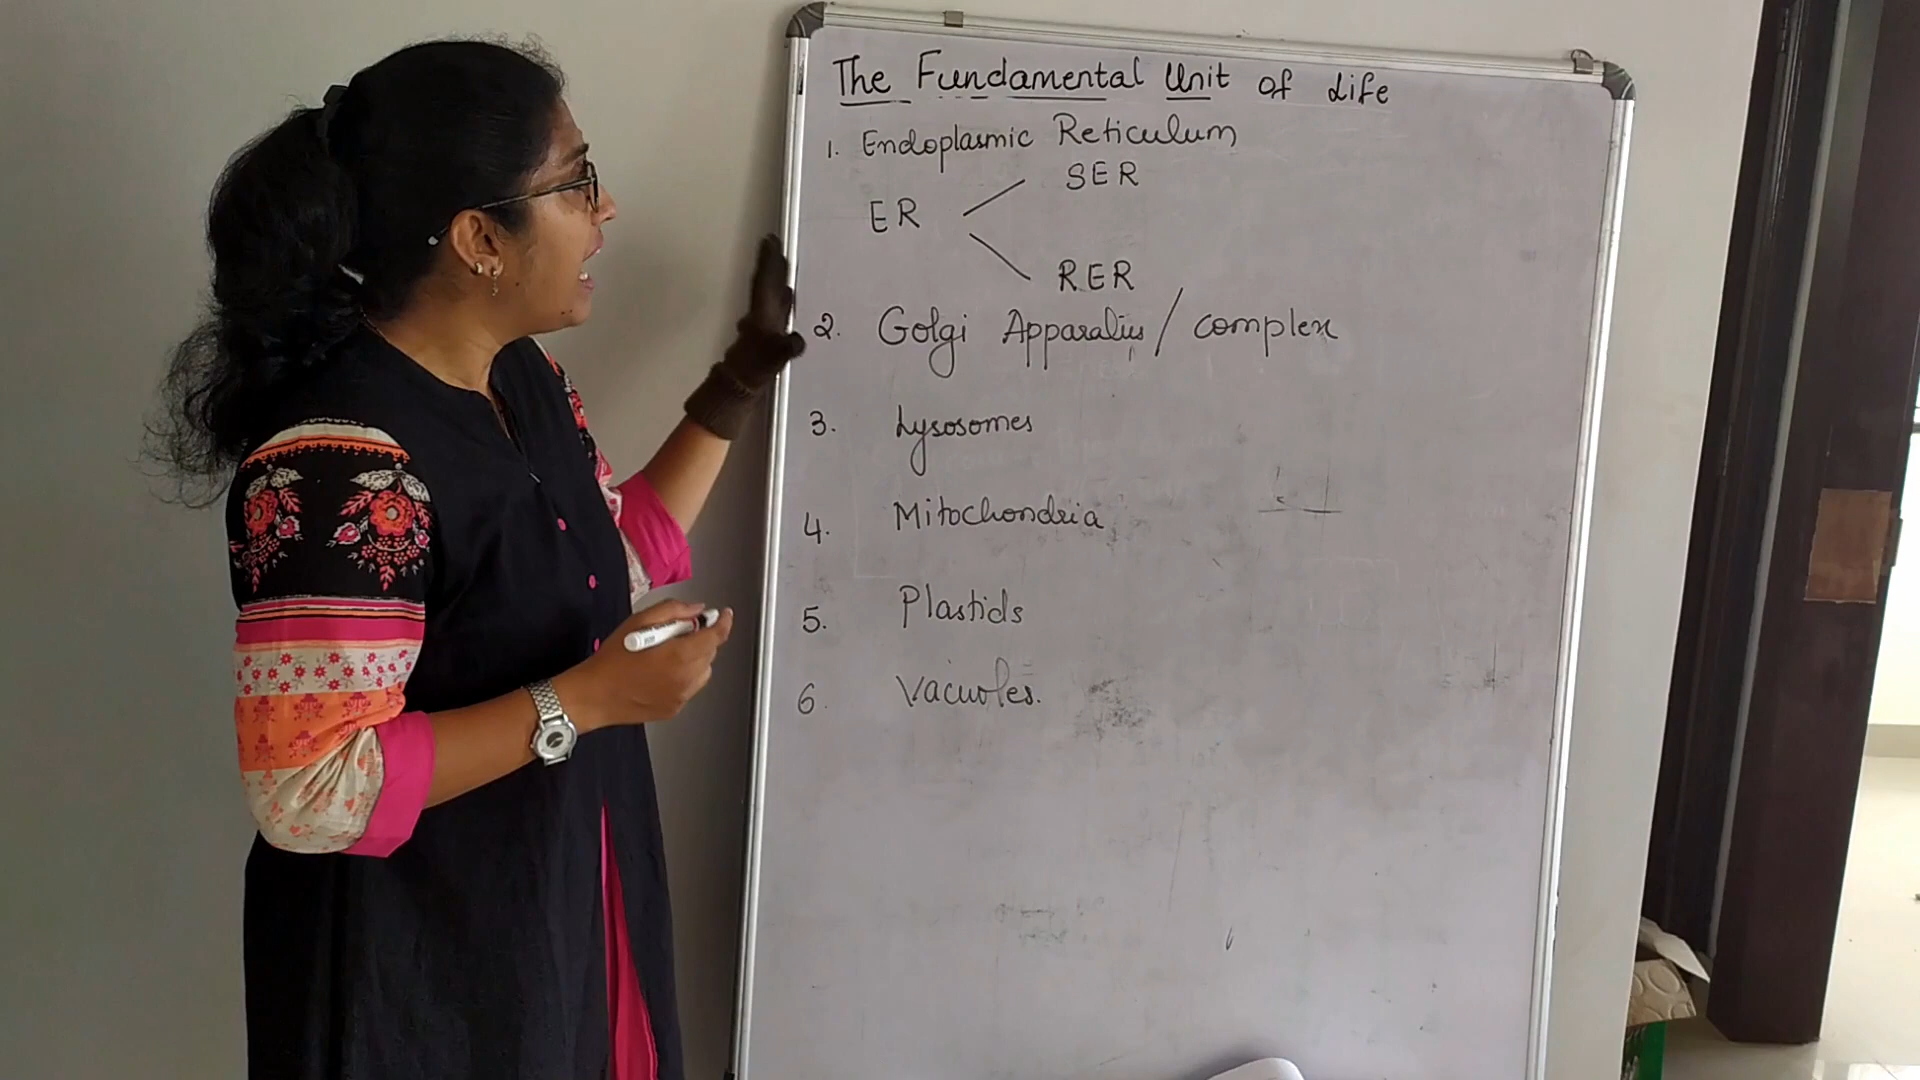 The Fundamental Unit of Life
1. Endoplasmic Reticulum
SER
ER
RER
2. Golgi Apparatus / complex
3. Lysosomes
4. Mitochondria
5. Plastids
6. Vacuoles.